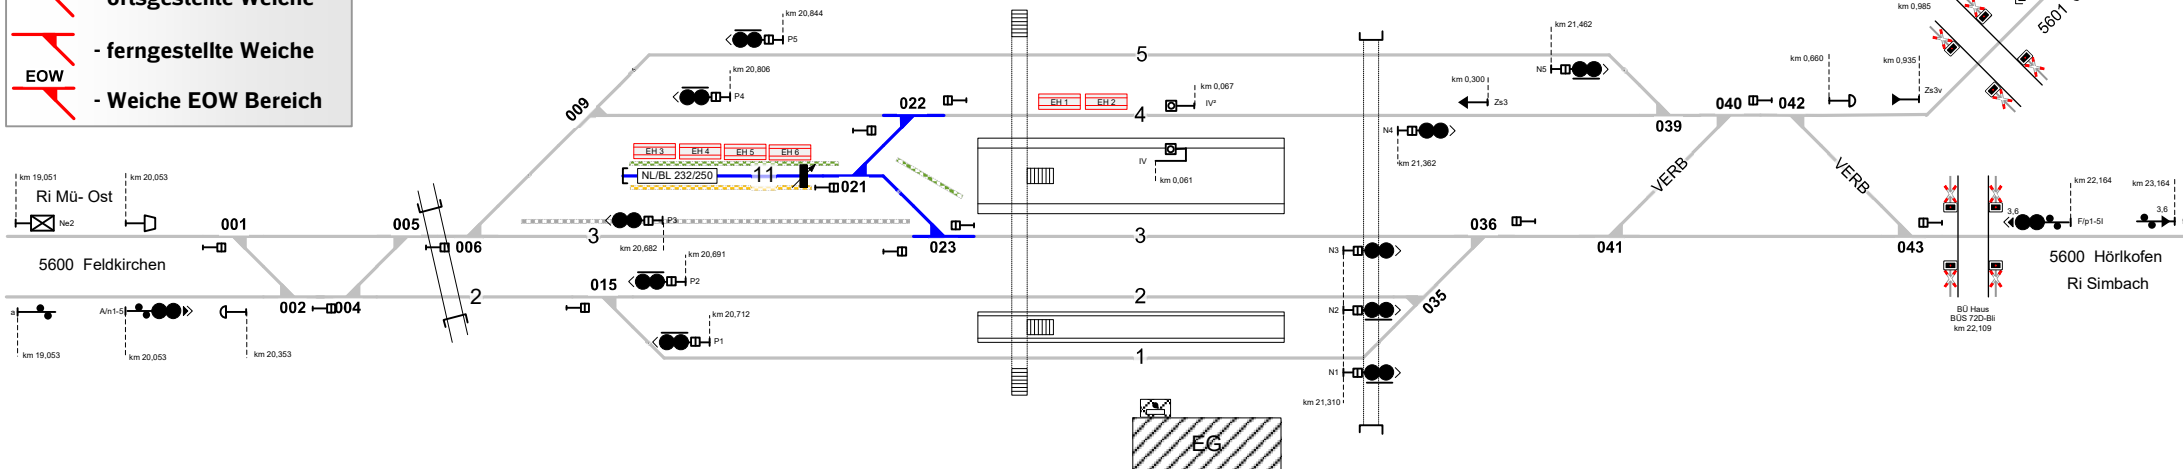 - ortsgestellte Weiche
- ferngestellte Weiche
EOW
- Weiche EOW Bereich
km 20,844
P5
km 20,806
P4
009
022
5
4
EH 1
EH 2
km 0,067
IV²
km 0,300
Zs3
km 21,462
N5
N4
km 21,362
039
040
042
km 0,660
km 0,935
Zs3v
km 0,985
5601
EH 3
EH 4
EH 5
EH 6
NL/BL 232/250
11
021
IV
km 0,061
VERB
VERB
km 19,051
km 20,053
Ri Mü- Ost
Ne2
001
005
006
3
P3
km 20,682
023
3
036
041
043
3,6
km 22,164
F/p1-5l
km 23,164
3,6
5600 Feldkirchen
5600 Hörlkofen
Ri Simbach
002
004
2
015
km 20,691
P2
2
N3
N2
035
a
A/n1-5
km 19,053
km 20,053
km 20,353
km 20,712
P1
1
N1
km 21,310
BÜ Haus
BÜS 72D-Bli
km 22,109
EG